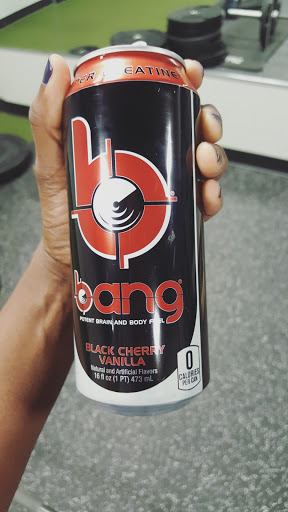 bang®
POTENT BRAIN AND BODY FUEL
BLACK CHERRY
VANILLA
Natural and Artificial Flavors
16 fl oz (1 PT) 473 mL
0
CALORIES
PER CAN